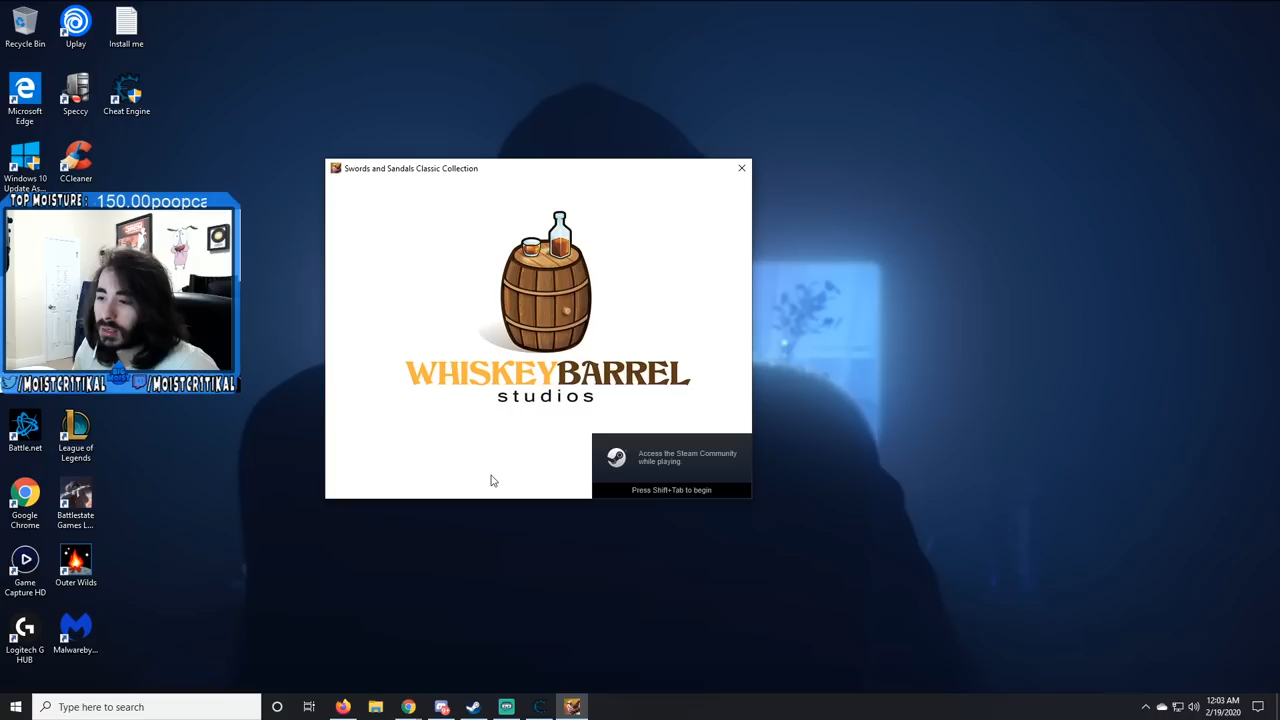 Recycle Bin
Uplay
Install me
Microsoft
Edge
Speccy
Cheat Engine
Windows 10
Update As...
CCleaner
TOP MOISTURE : 150.00poopca
/MOISTCR1TIKAL
BIG
MOIST
/MOISTCR1TIKAL
Battle.net
League of
Legends
Google
Chrome
Battlestate
Games L...
Game
Capture HD
Outer Wilds
Logitech G
HUB
Malwareby...
Swords and Sandals Classic Collection
WHISKEYBARREL
studios
Access the Steam Community
while playing.
Press Shift+Tab to begin
Type here to search
12:03 AM
2/19/2020